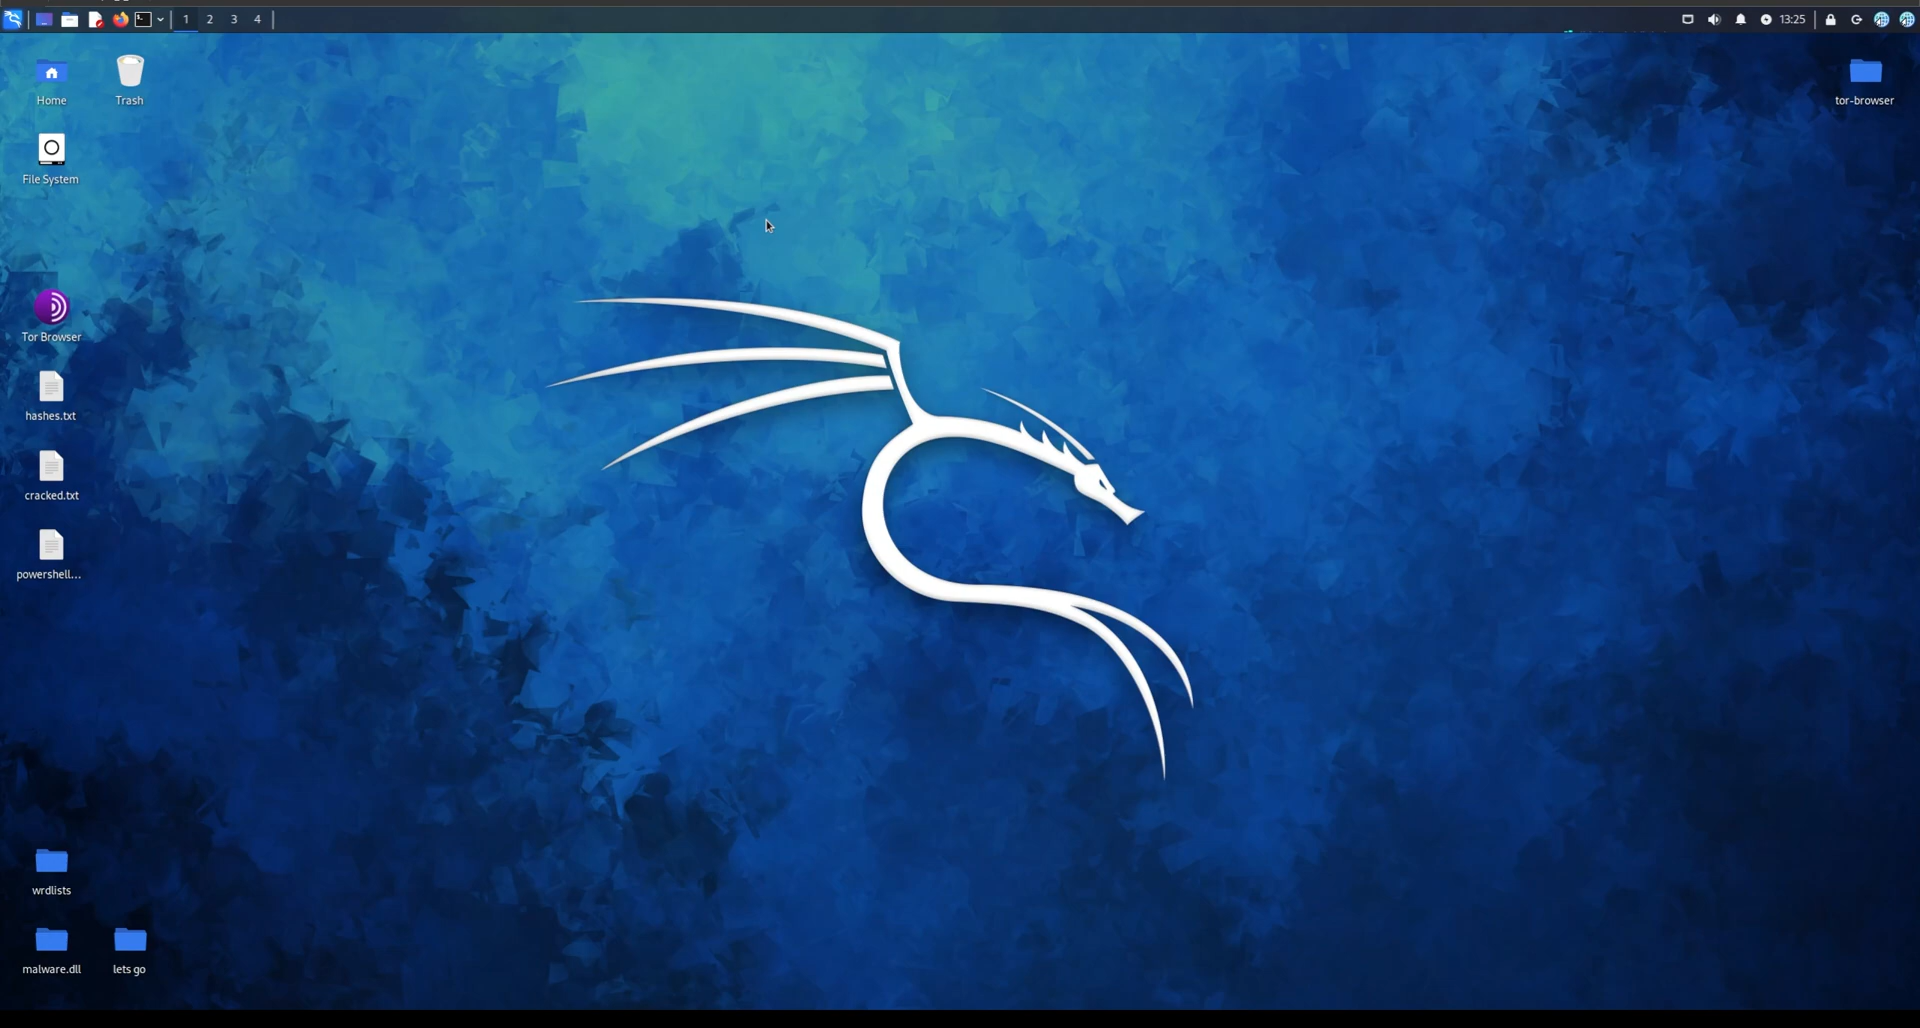 1 2 3 4
13:25
Home
Trash
tor-browser
File System
Tor Browser
hashes.txt
cracked.txt
powershell...
wrdlists
malware.dll
lets go